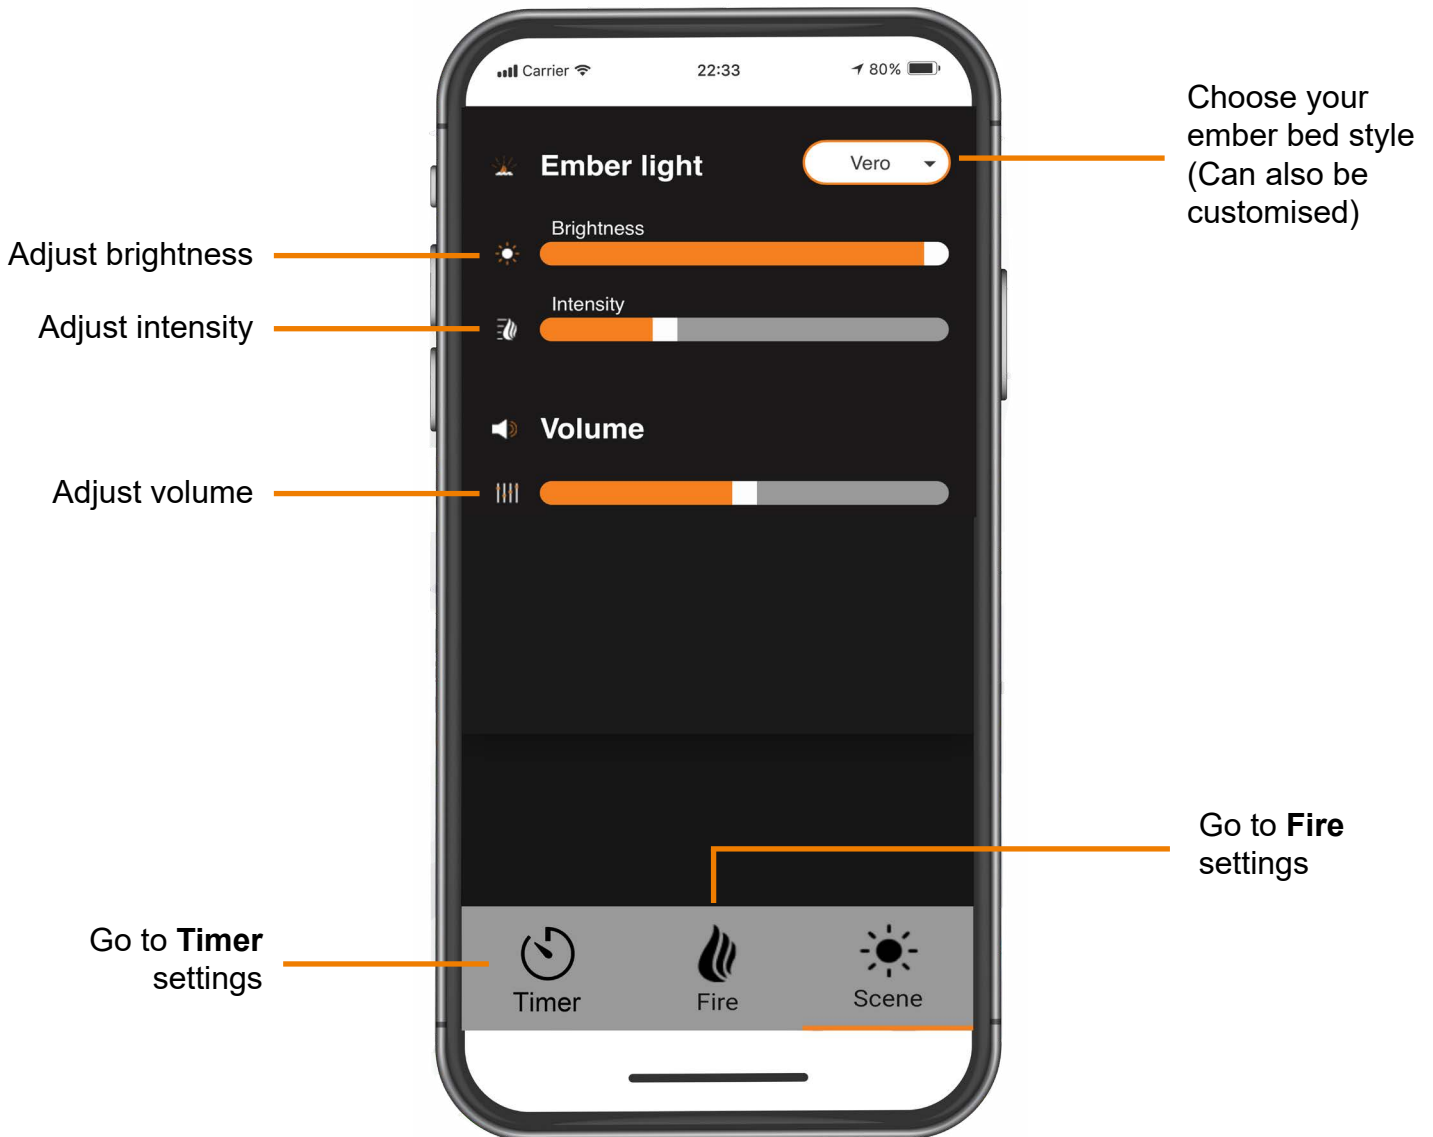 Carrier
22:33
80%
Choose your
ember bed style
(Can also be
customised)
Ember light
Vero
Brightness
Adjust brightness
Intensity
Adjust intensity
Volume
Adjust volume
Go to Fire
settings
Go to Timer
settings
Timer
Fire
Scene